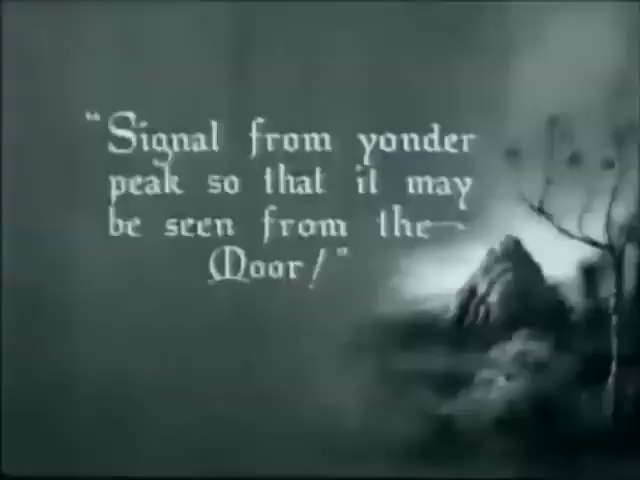 "Signal from yonder
peak so that it may
be seen from the
Moor!"